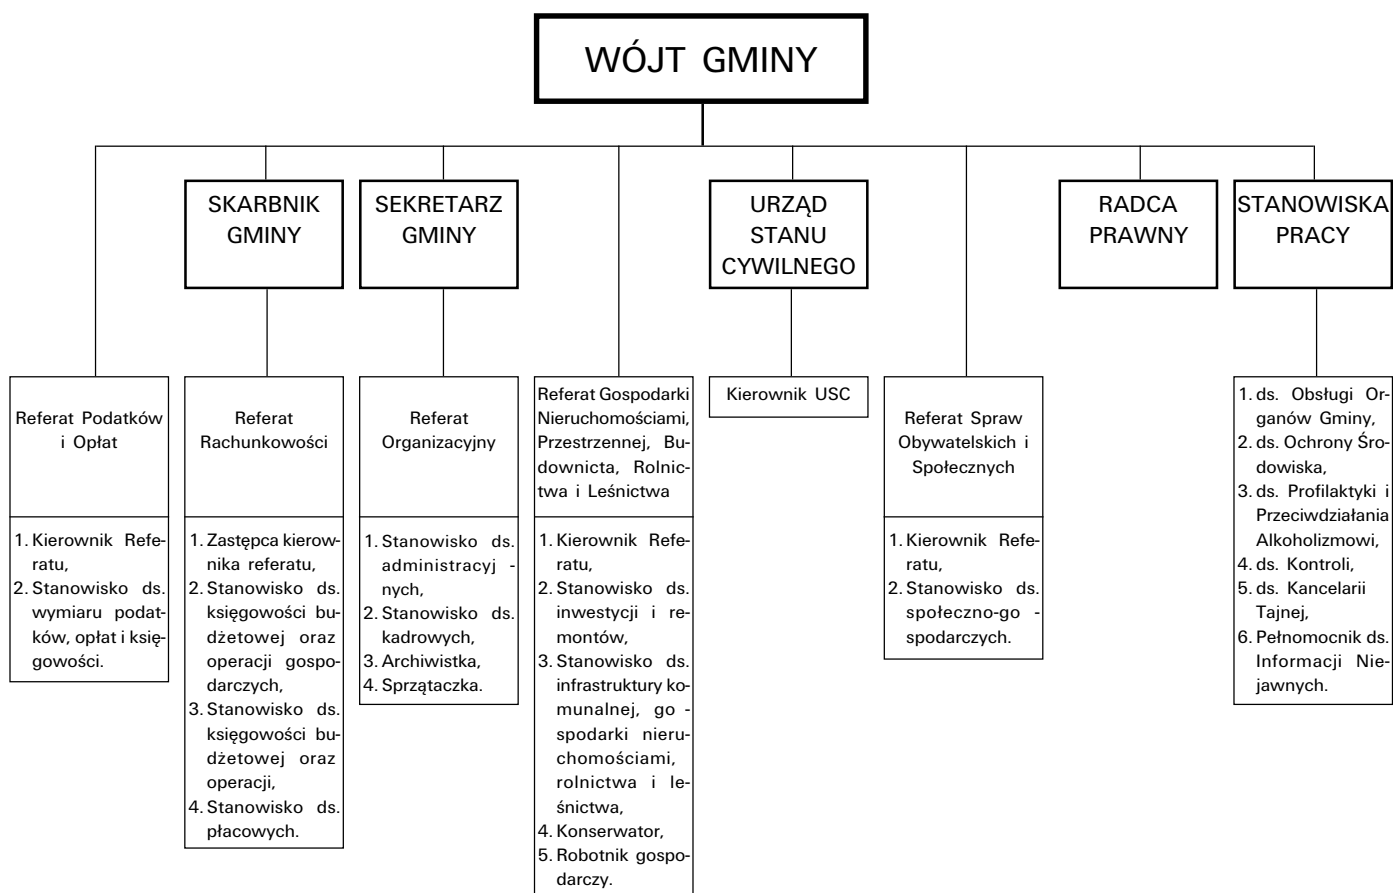 WÓJT GMINY
SKARBNIK
GMINY
SEKRETARZ
GMINY
URZĄD
STANU
CYWILNEGO
RADCA
PRAWNY
STANOWISKA
PRACY
Referat Podatków
i Opłat
1. Kierownik Refe-
ratu,
2. Stanowisko ds.
wymiaru podat-
ków, opłat i księ-
gowości.
Referat
Rachunkowości
1. Zastępca kierow-
nika referatu,
2. Stanowisko ds.
księgowości bu-
dżetowej oraz
operacji gospo-
darczych,
3. Stanowisko ds.
księgowości bu-
dżetowej oraz
operacji,
4. Stanowisko ds.
płacowych.
Referat
Organizacyjny
1. Stanowisko ds.
administracyj -
nych,
2. Stanowisko ds.
kadrowych,
3. Archiwistka,
4. Sprzątaczka.
Referat Gospodarki
Nieruchomościami,
Przestrzennej, Bu-
downicta, Rolnic-
twa i Leśnictwa
1. Kierownik Refe-
ratu,
2. Stanowisko ds.
inwestycji i re-
montów,
3. Stanowisko ds.
infrastruktury ko-
munalnej, go -
spodarki nieru-
chomościami,
rolnictwa i le-
śnictwa,
4. Konserwator,
5. Robotnik gospo-
darczy.
Kierownik USC
Referat Spraw
Obywatelskich i
Społecznych
1. Kierownik Refe-
ratu,
2. Stanowisko ds.
społeczno-go -
spodarczych.
1. ds. Obsługi Or-
ganów Gminy,
2. ds. Ochrony Śro-
dowiska,
3. ds. Profilaktyki i
Przeciwdziałania
Alkoholizmowi,
4. ds. Kontroli,
5. ds. Kancelarii
Tajnej,
6. Pełnomocnik ds.
Informacji Nie-
jawnych.